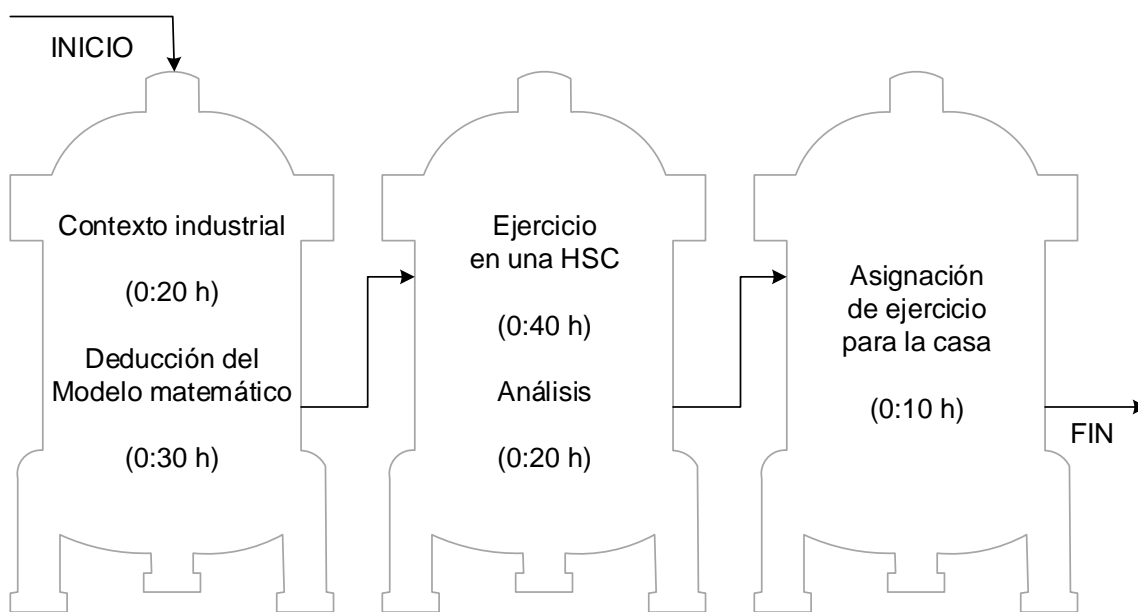 INICIO
Contexto industrial
(0:20 h)
Deducción del
Modelo matemático
(0:30 h)
Ejercicio
en una HSC
(0:40 h)
Análisis
(0:20 h)
Asignación
de ejercicio
para la casa
(0:10 h)
FIN